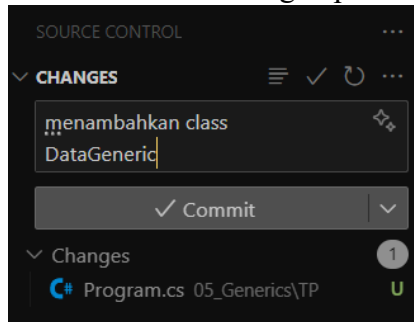 SOURCE CONTROL
CHANGES
menambahkan class
DataGeneric
Commit
Changes 1
C# Program.cs 05_Generics\TP U